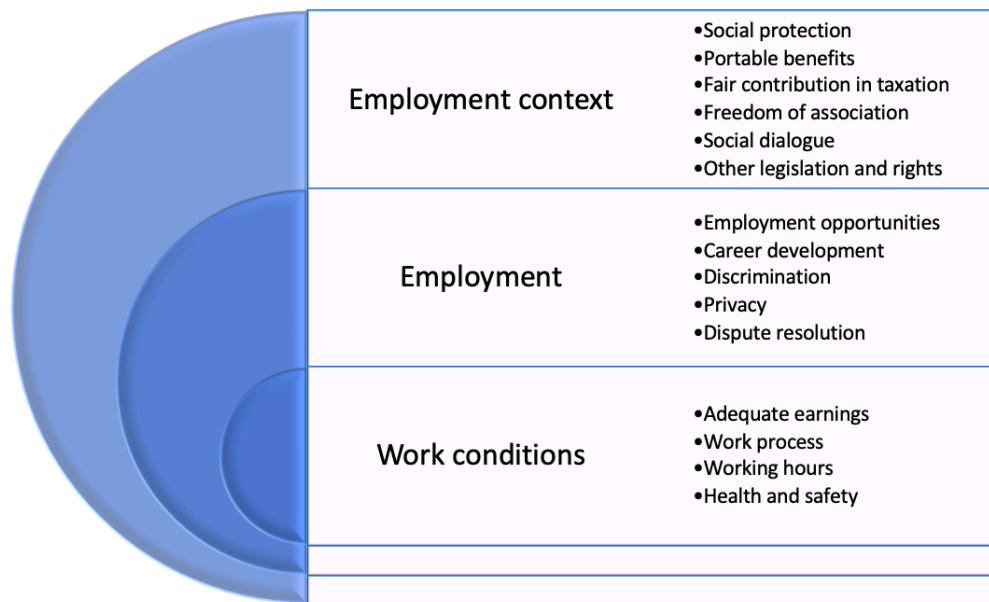 Employment context
•Social protection
•Portable benefits
•Fair contribution in taxation
•Freedom of association
•Social dialogue
•Other legislation and rights
Employment
•Employment opportunities
•Career development
•Discrimination
•Privacy
•Dispute resolution
Work conditions
•Adequate earnings
•Work process
•Working hours
•Health and safety